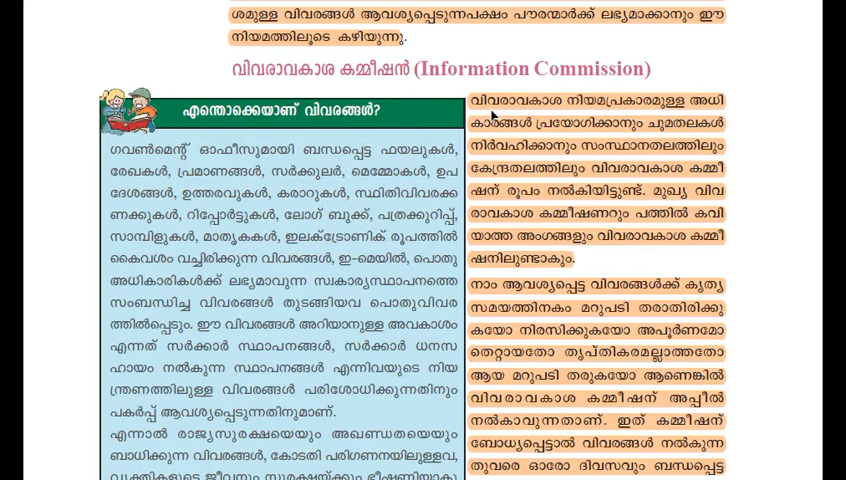 ശമുള്ള വിവരങ്ങൾ ആവശ്യപ്പെടുന്നപക്ഷം പൗരന്മാർക്ക് ലഭ്യമാക്കാനും ഈ
നിയമത്തിലൂടെ കഴിയുന്നു.
വിവരാവകാശ കമ്മീഷൻ (Information Commission)
എന്തൊക്കെയാണ് വിവരങ്ങൾ?
ഗവൺമെന്റ് ഓഫീസുമായി ബന്ധപ്പെട്ട ഫയലുകൾ,
രേഖകൾ, പ്രമാണങ്ങൾ, സർക്കുലർ, മെമ്മോകൾ, ഉപ
ദേശങ്ങൾ, ഉത്തരവുകൾ, കരാറുകൾ, സ്ഥിതിവിവരക്ക
ണക്കുകൾ, റിപ്പോർട്ടുകൾ, ലോഗ് ബുക്ക്, പത്രക്കുറിപ്പ്,
സാമ്പിളുകൾ, മാതൃകകൾ, ഇലക്ട്രോണിക് രൂപത്തിൽ
കൈവശം വച്ചിരിക്കുന്ന വിവരങ്ങൾ, ഇ-മെയിൽ, പൊതു
അധികാരികൾക്ക് ലഭ്യമാവുന്ന സ്വകാര്യസ്ഥാപനത്തെ
സംബന്ധിച്ച വിവരങ്ങൾ തുടങ്ങിയവ പൊതുവിവര
ത്തിൽപ്പെടും. ഈ വിവരങ്ങൾ അറിയാനുള്ള അവകാശം
എന്നത് സർക്കാർ സ്ഥാപനങ്ങൾ, സർക്കാർ ധനസ
ഹായം നൽകുന്ന സ്ഥാപനങ്ങൾ എന്നിവയുടെ നിയ
ന്ത്രണത്തിലുള്ള വിവരങ്ങൾ പരിശോധിക്കുന്നതിനും
പകർപ്പ് ആവശ്യപ്പെടുന്നതിനുമാണ്.
എന്നാൽ രാജ്യസുരക്ഷയെയും അഖണ്ഡതയെയും
ബാധിക്കുന്ന വിവരങ്ങൾ, കോടതി പരിഗണനയിലുള്ളവ,
വ്യക്തികളുടെ ജീവനും സുരക്ഷയ്ക്കും ഭീഷണിയാകു
വിവരാവകാശ നിയമപ്രകാരമുള്ള അധി
കാരങ്ങൾ പ്രയോഗിക്കാനും ചുമതലകൾ
നിർവഹിക്കാനും സംസ്ഥാനതലത്തിലും
കേന്ദ്രതലത്തിലും വിവരാവകാശ കമ്മീ
ഷന് രൂപം നൽകിയിട്ടുണ്ട്. മുഖ്യ വിവ
രാവകാശ കമ്മീഷണറും പത്തിൽ കവി
യാത്ത അംഗങ്ങളും വിവരാവകാശ കമ്മീ
ഷനിലുണ്ടാകും.
നാം ആവശ്യപ്പെട്ട വിവരങ്ങൾക്ക് കൃത്യ
സമയത്തിനകം മറുപടി തരാതിരിക്കു
കയോ നിരസിക്കുകയോ അപൂർണമോ
തെറ്റായതോ തൃപ്തികരമല്ലാത്തതോ
ആയ മറുപടി തരുകയോ ആണെങ്കിൽ
വിവരാവകാശ കമ്മീഷന് അപ്പീൽ
നൽകാവുന്നതാണ്. ഇത് കമ്മീഷന്
ബോധ്യപ്പെട്ടാൽ വിവരങ്ങൾ നൽകുന്ന
തുവരെ ഓരോ ദിവസവും ബന്ധപ്പെട്ട